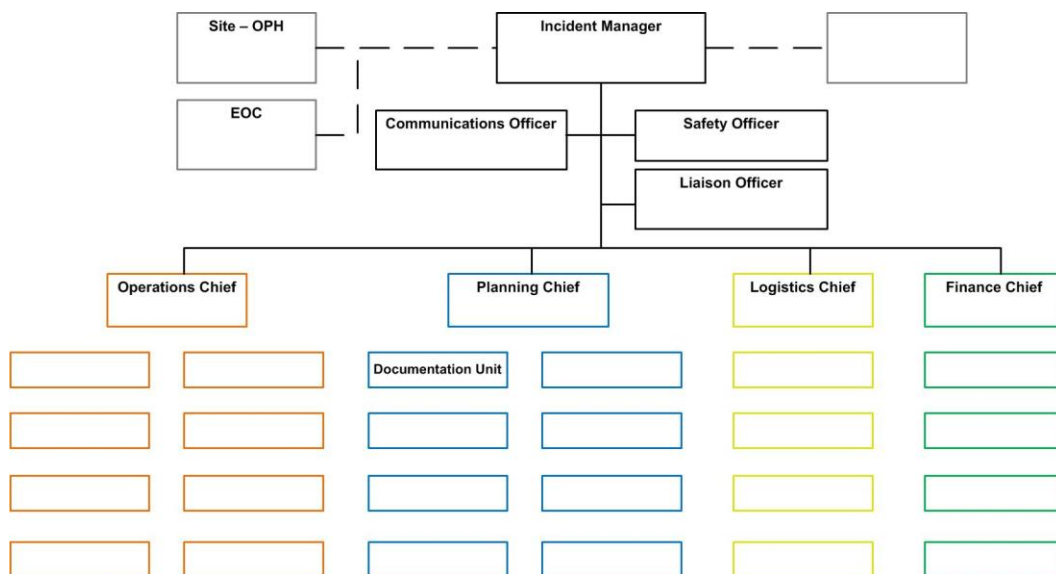 Site – OPH
Incident Manager
EOC
Communications Officer
Safety Officer
Liaison Officer
Operations Chief
Planning Chief
Logistics Chief
Finance Chief
Documentation Unit